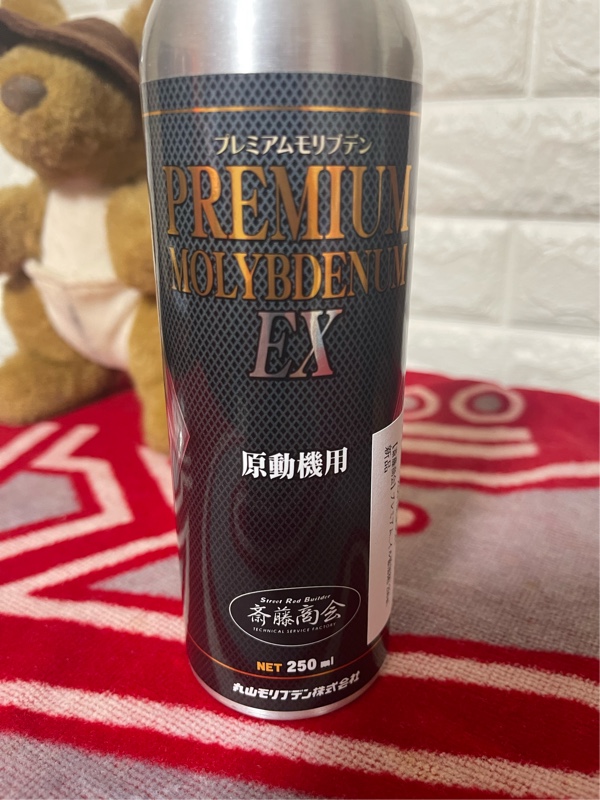 プレミアムモリブデン
PREMIUM
MOLYBDENUM
EX
原動機用
Street Rod Builder
斎藤商会
TECHNICAL SERVICE FACTORY
NET 250 ml
丸山モリブデン株式会社
新品